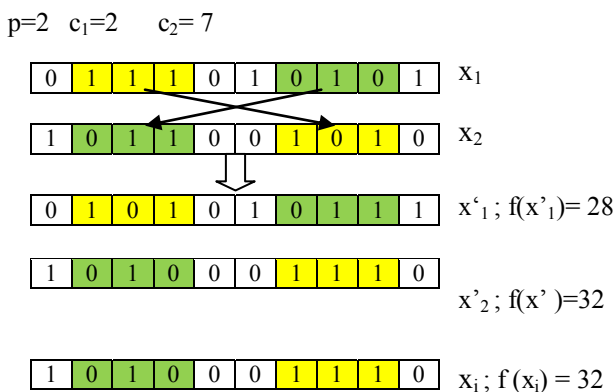 p=2 c₁=2 c₂= 7
0 1 1 1 0 1 0 1 0 1 x₁
1 0 1 1 0 0 1 0 1 0 x₂
0 1 0 1 0 1 0 1 1 1 x‘₁ ; f(x’₁)= 28
1 0 1 0 0 0 1 1 1 0 x’₂ ; f(x’ )=32
1 0 1 0 0 0 1 1 1 0 xᵢ ; f (xᵢ) = 32